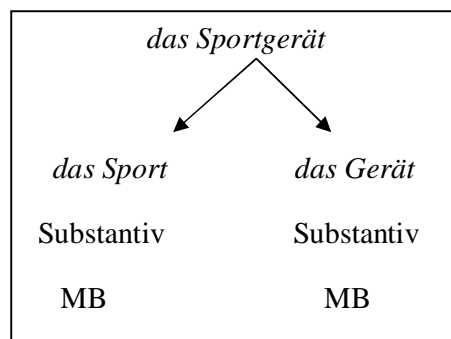 das Sportgerät
das Sport das Gerät
Substantiv Substantiv
MB MB